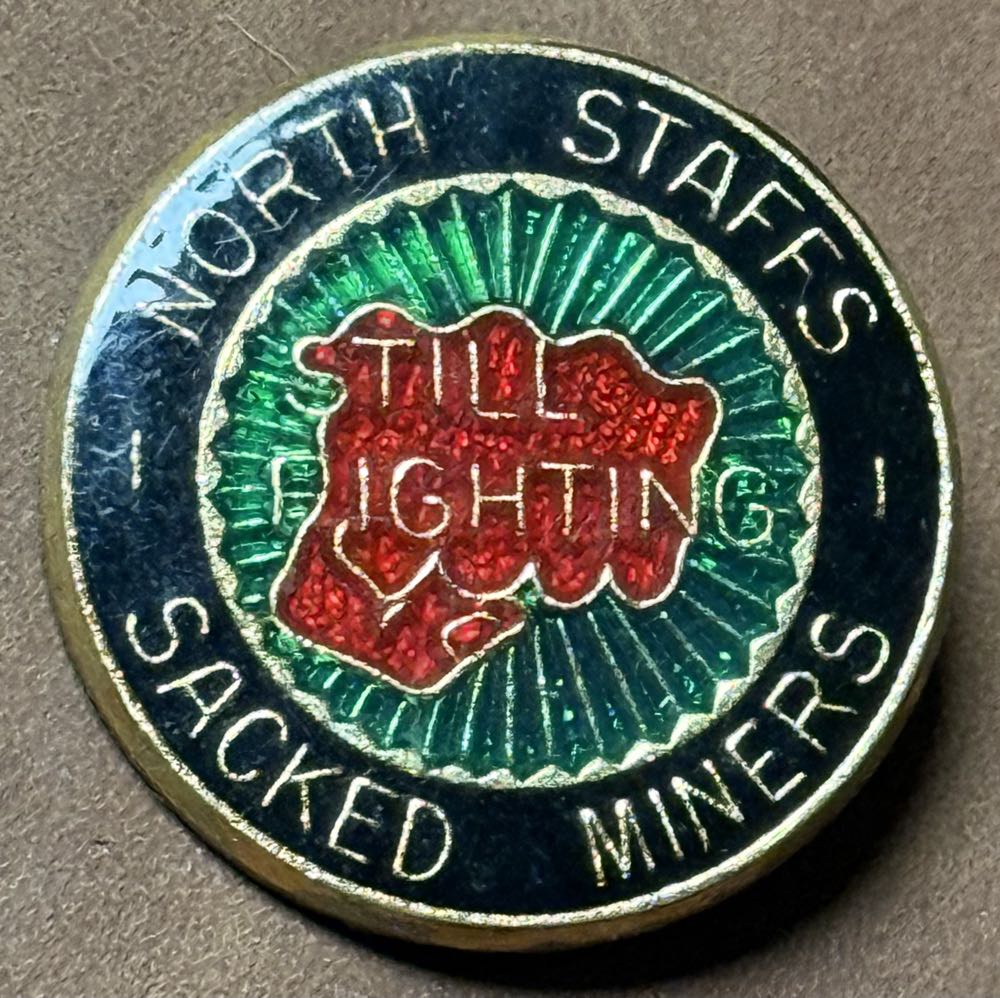 NORTH STAFFS
STILL
FIGHTING
SACKED MINERS